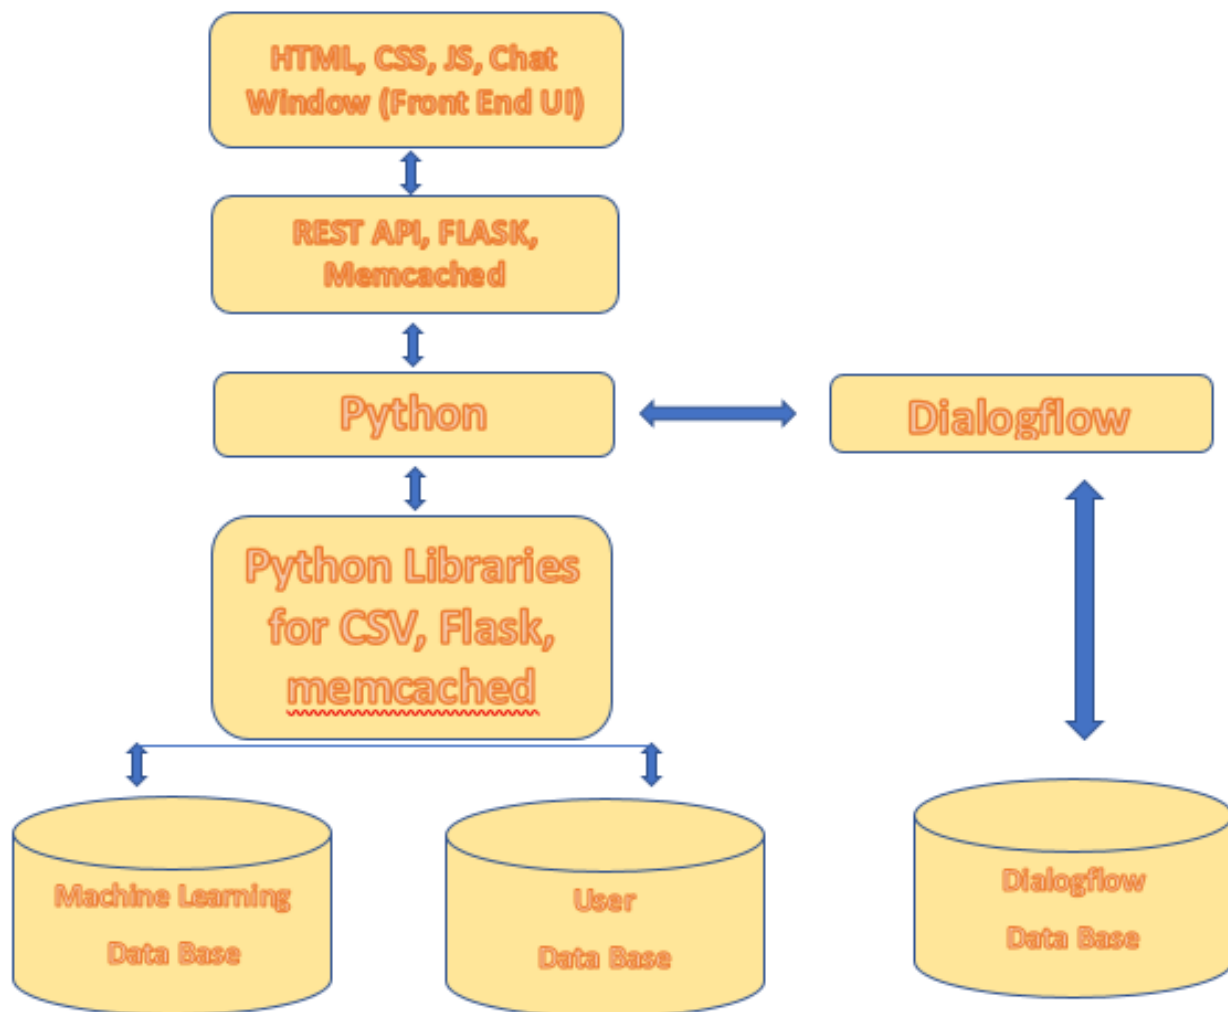 HTML, CSS, JS, Chat
Window (Front End UI)
REST API, FLASK,
Memcached
Python
Dialogflow
Python Libraries
for CSV, Flask,
memcached
Machine Learning
Data Base
User
Data Base
Dialogflow
Data Base